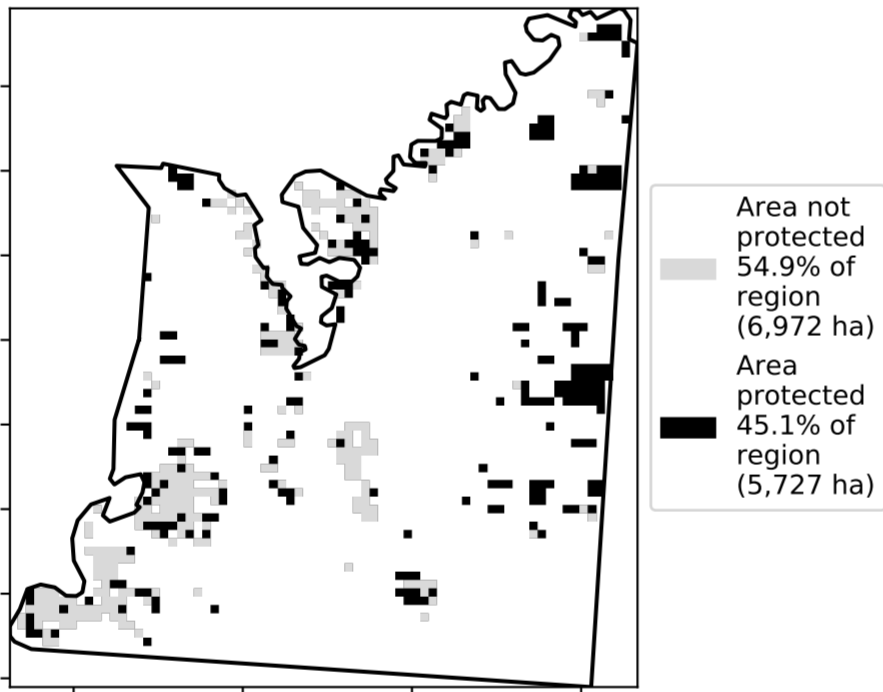 Area not
protected
54.9% of
region
(6,972 ha)
Area
protected
45.1% of
region
(5,727 ha)